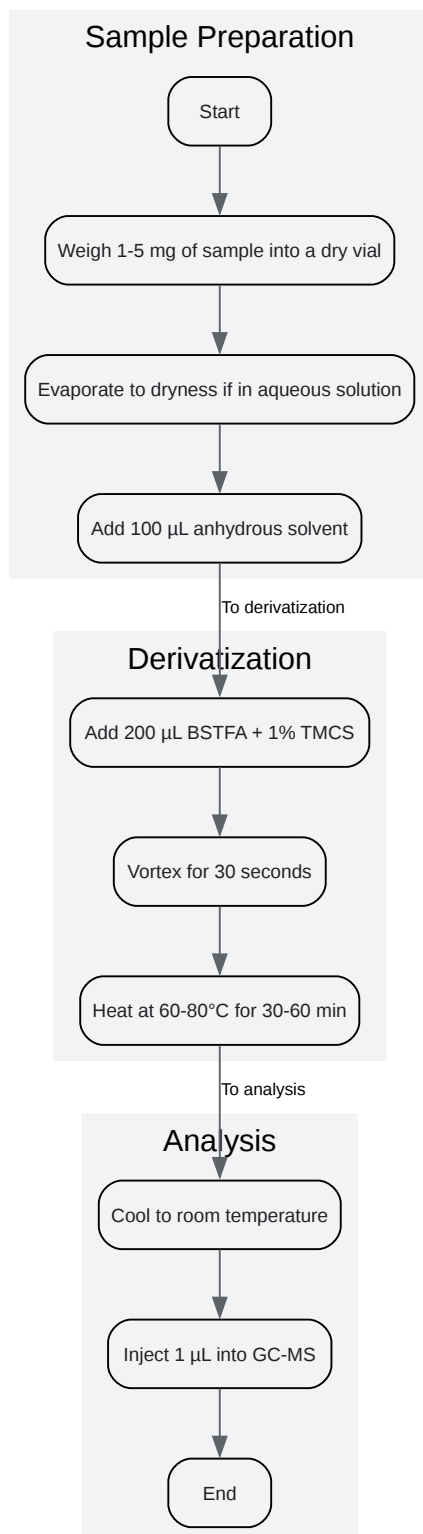 Sample Preparation
Start
Weigh 1-5 mg of sample into a dry vial
Evaporate to dryness if in aqueous solution
Add 100 µL anhydrous solvent
To derivatization
Derivatization
Add 200 µL BSTFA + 1% TMCS
Vortex for 30 seconds
Heat at 60-80°C for 30-60 min
To analysis
Analysis
Cool to room temperature
Inject 1 µL into GC-MS
End